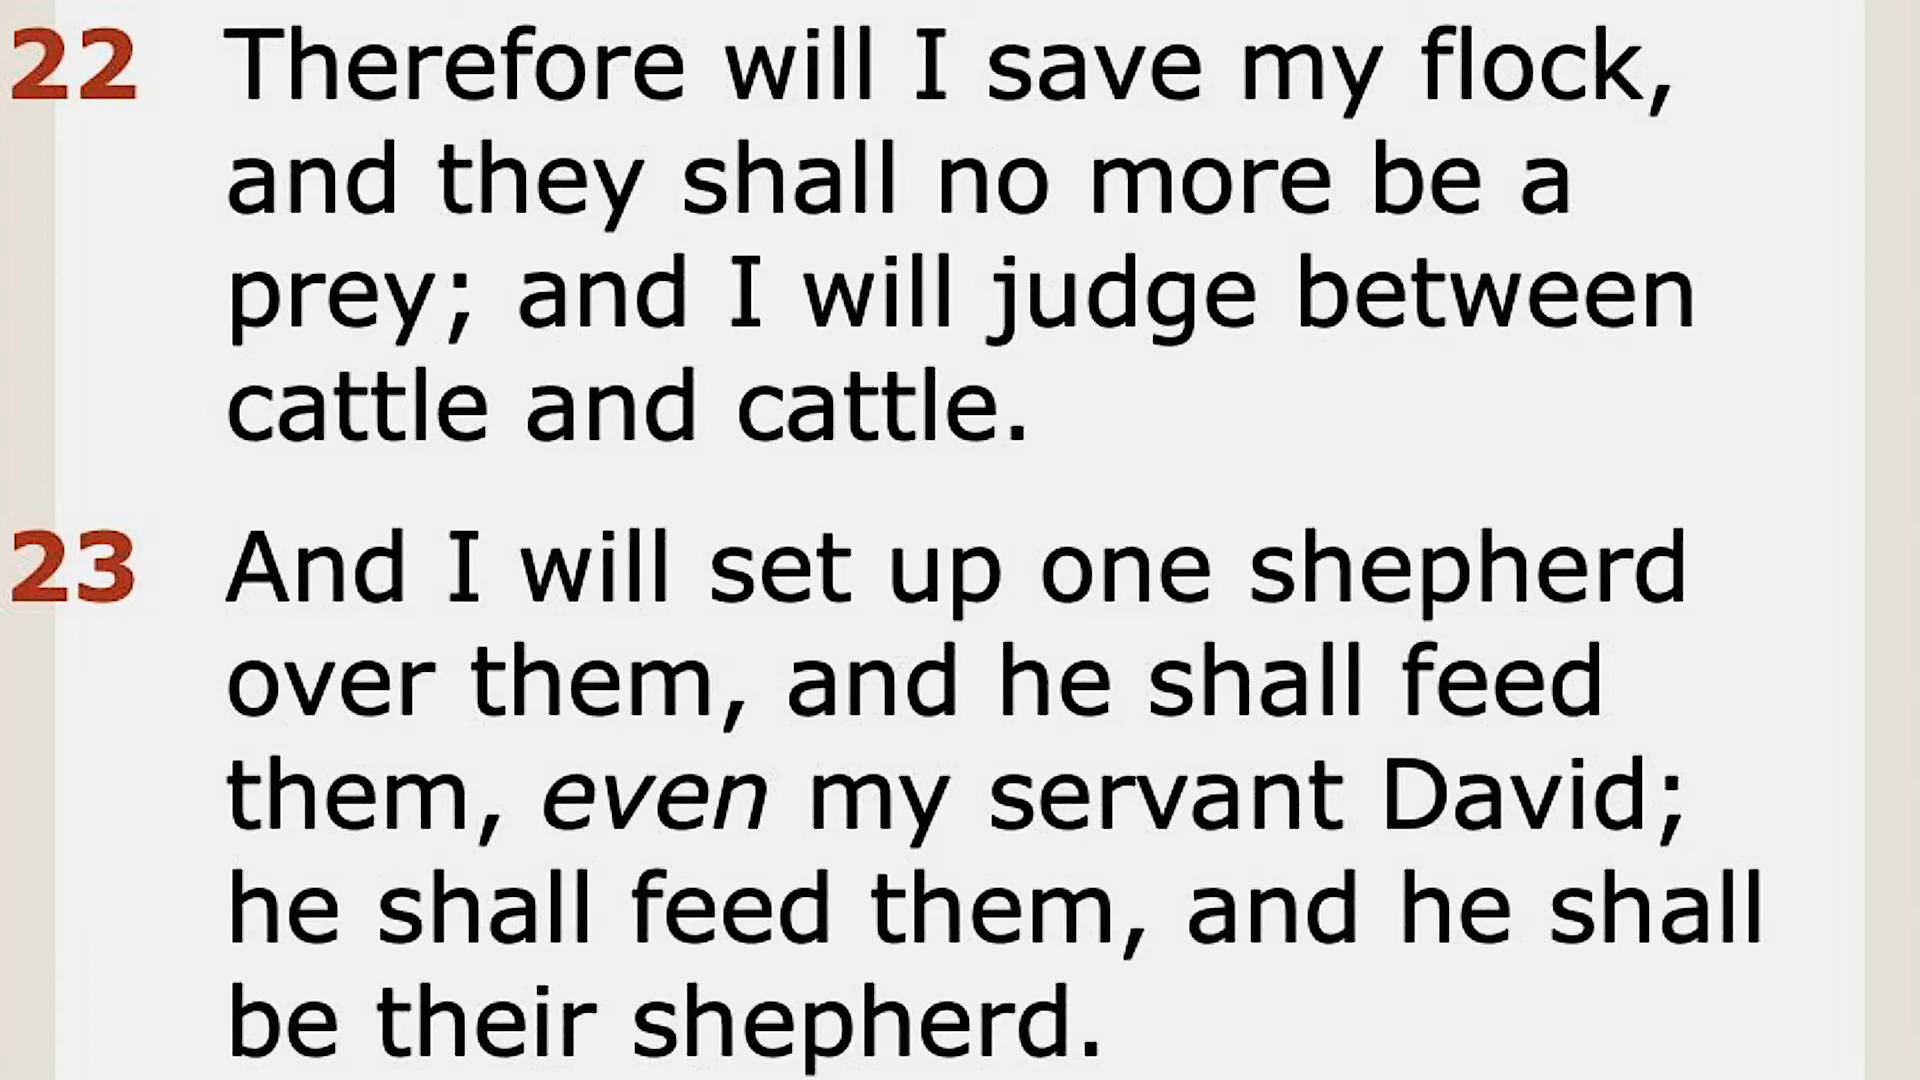 22 Therefore will I save my flock,
and they shall no more be a
prey; and I will judge between
cattle and cattle.
23 And I will set up one shepherd
over them, and he shall feed
them, even my servant David;
he shall feed them, and he shall
be their shepherd.